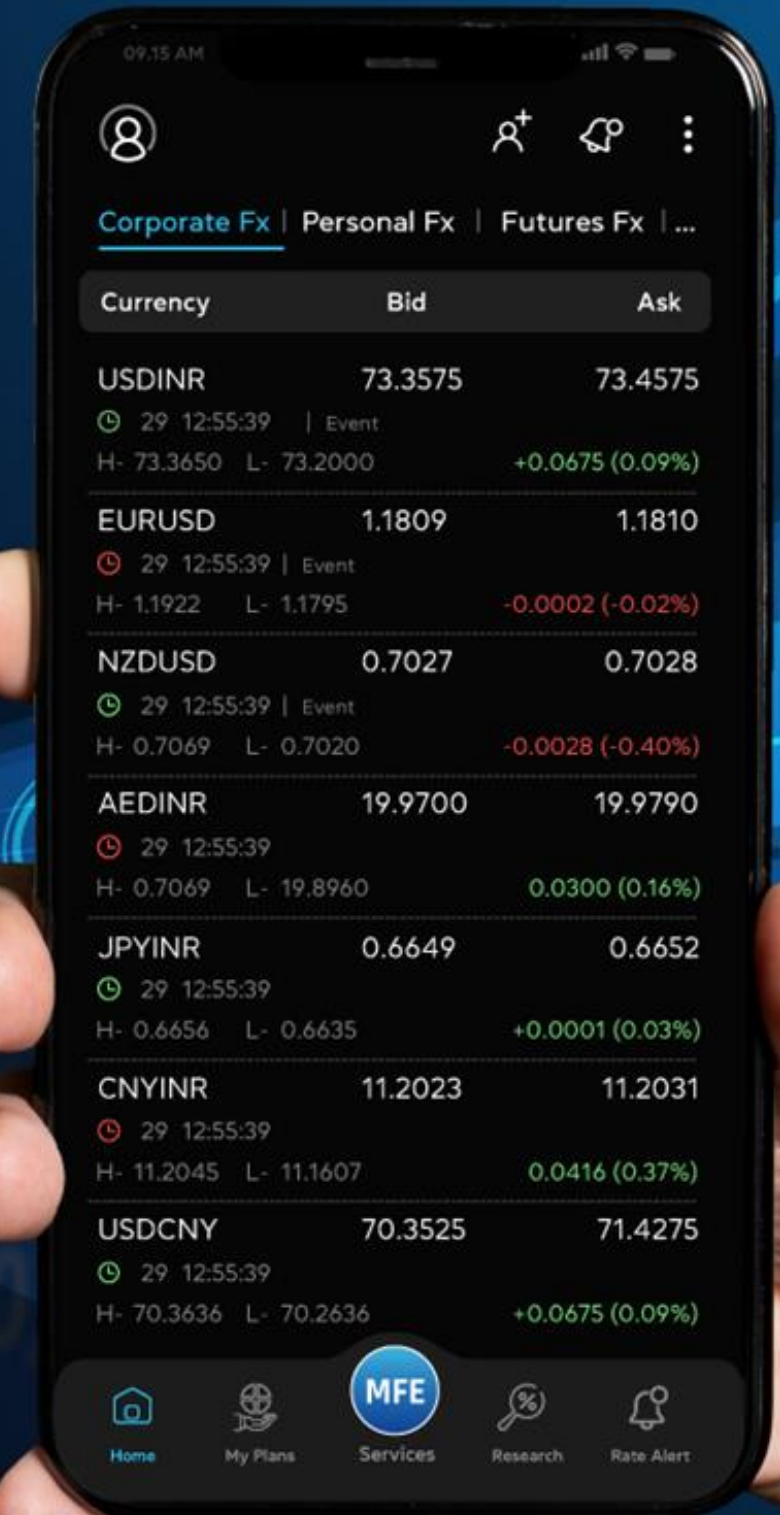 09.15 AM
Corporate Fx | Personal Fx | Futures Fx | ...
Currency Bid Ask
USDINR 73.3575 73.4575
29 12:55:39 | Event
H- 73.3650 L- 73.2000 +0.0675 (0.09%)
EURUSD 1.1809 1.1810
29 12:55:39 | Event
H- 1.1922 L- 1.1795 -0.0002 (-0.02%)
NZDUSD 0.7027 0.7028
29 12:55:39 | Event
H- 0.7069 L- 0.7020 -0.0028 (-0.40%)
AEDINR 19.9700 19.9790
29 12:55:39
H- 0.7069 L- 19.8960 0.0300 (0.16%)
JPYINR 0.6649 0.6652
29 12:55:39
H- 0.6656 L- 0.6635 +0.0001 (0.03%)
CNYINR 11.2023 11.2031
29 12:55:39
H- 11.2045 L- 11.1607 0.0416 (0.37%)
USDCNY 70.3525 71.4275
29 12:55:39
H- 70.3636 L- 70.2636 +0.0675 (0.09%)
MFE
Home My Plans Services Research Rate Alert